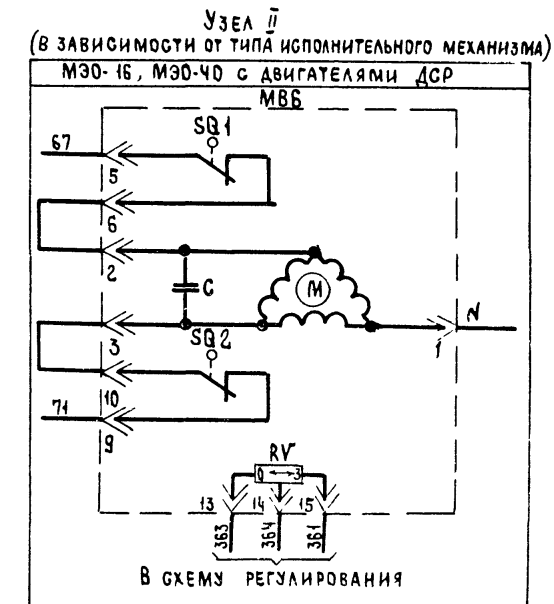 Узел II
(в зависимости от типа исполнительного механизма)
МЭО-16, МЭО-40 с двигателями ДСР
МВ6
SQ1
67
5
6
2
C
М
N
3
1
SQ2
10
71
9
RV
0 3
13 14 15
363 364 361
В схему регулирования